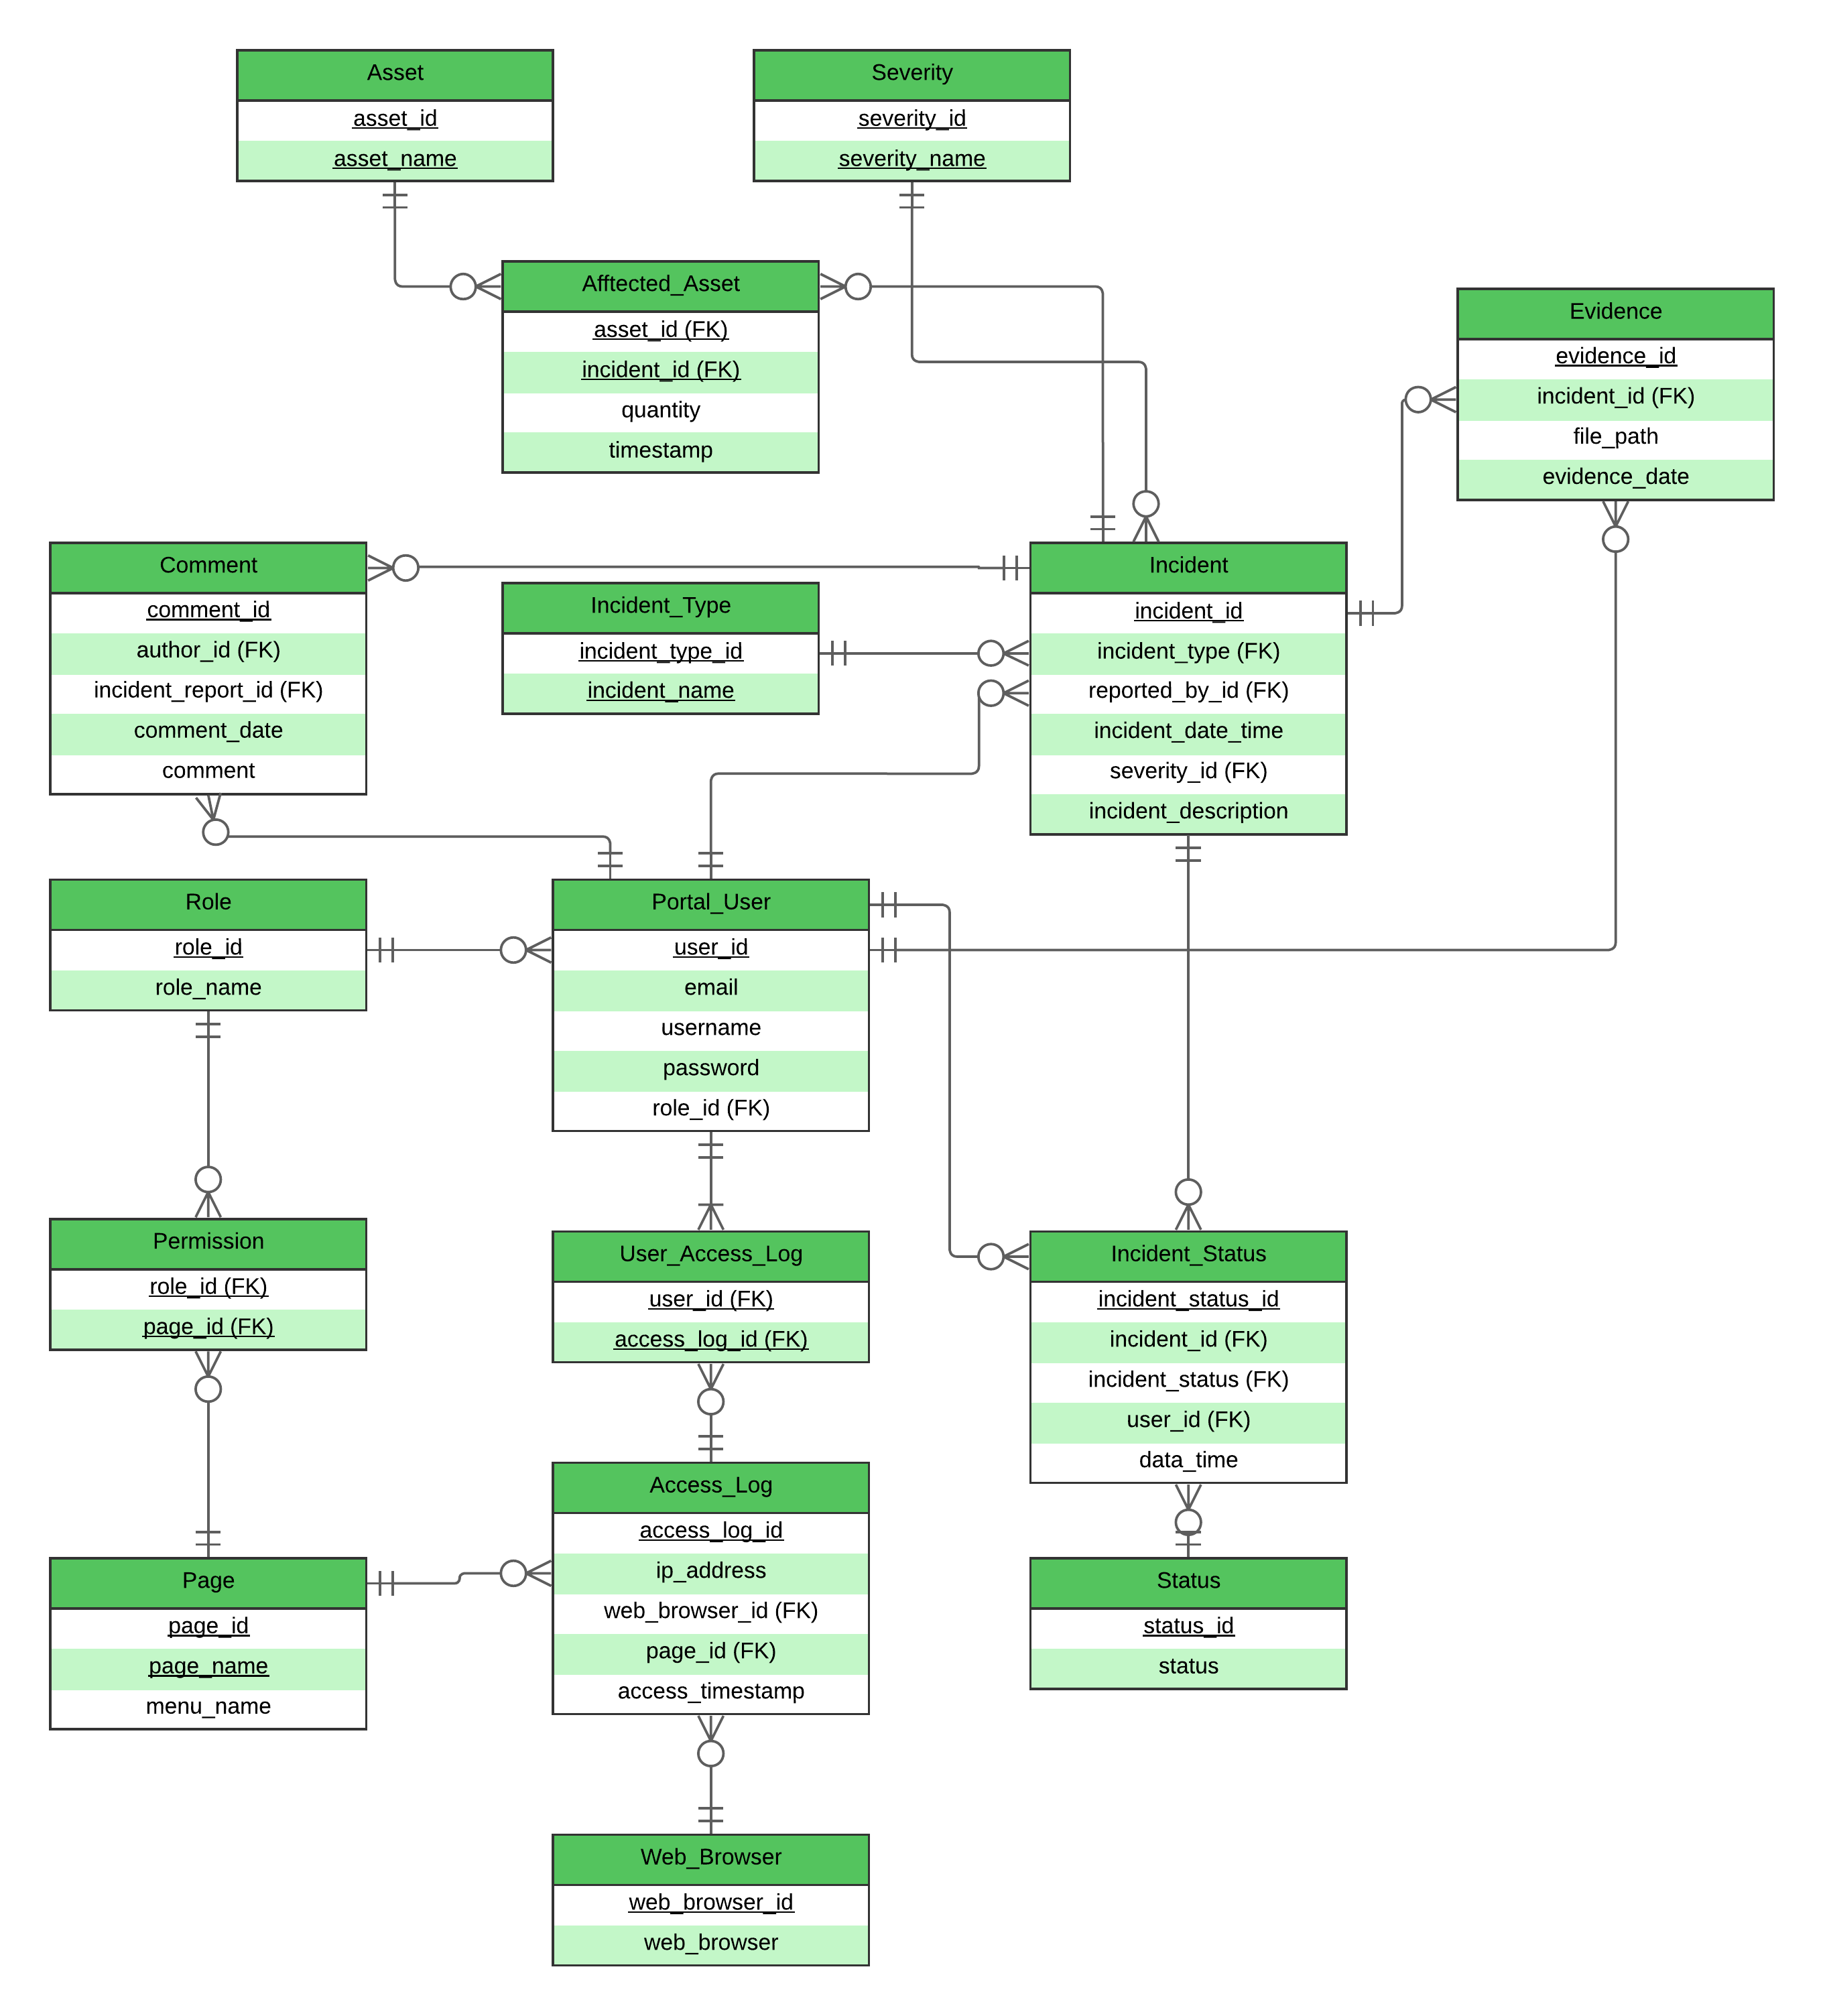 Asset
asset_id
asset_name
Severity
severity_id
severity_name
Afftected_Asset
asset_id (FK)
incident_id (FK)
quantity
timestamp
Evidence
evidence_id
incident_id (FK)
file_path
evidence_date
Comment
comment_id
author_id (FK)
incident_report_id (FK)
comment_date
comment
Incident_Type
incident_type_id
incident_name
Incident
incident_id
incident_type (FK)
reported_by_id (FK)
incident_date_time
severity_id (FK)
incident_description
Role
role_id
role_name
Portal_User
user_id
email
username
password
role_id (FK)
Permission
role_id (FK)
page_id (FK)
User_Access_Log
user_id (FK)
access_log_id (FK)
Incident_Status
incident_status_id
incident_id (FK)
incident_status (FK)
user_id (FK)
data_time
Access_Log
access_log_id
ip_address
web_browser_id (FK)
page_id (FK)
access_timestamp
Page
page_id
page_name
menu_name
Status
status_id
status
Web_Browser
web_browser_id
web_browser